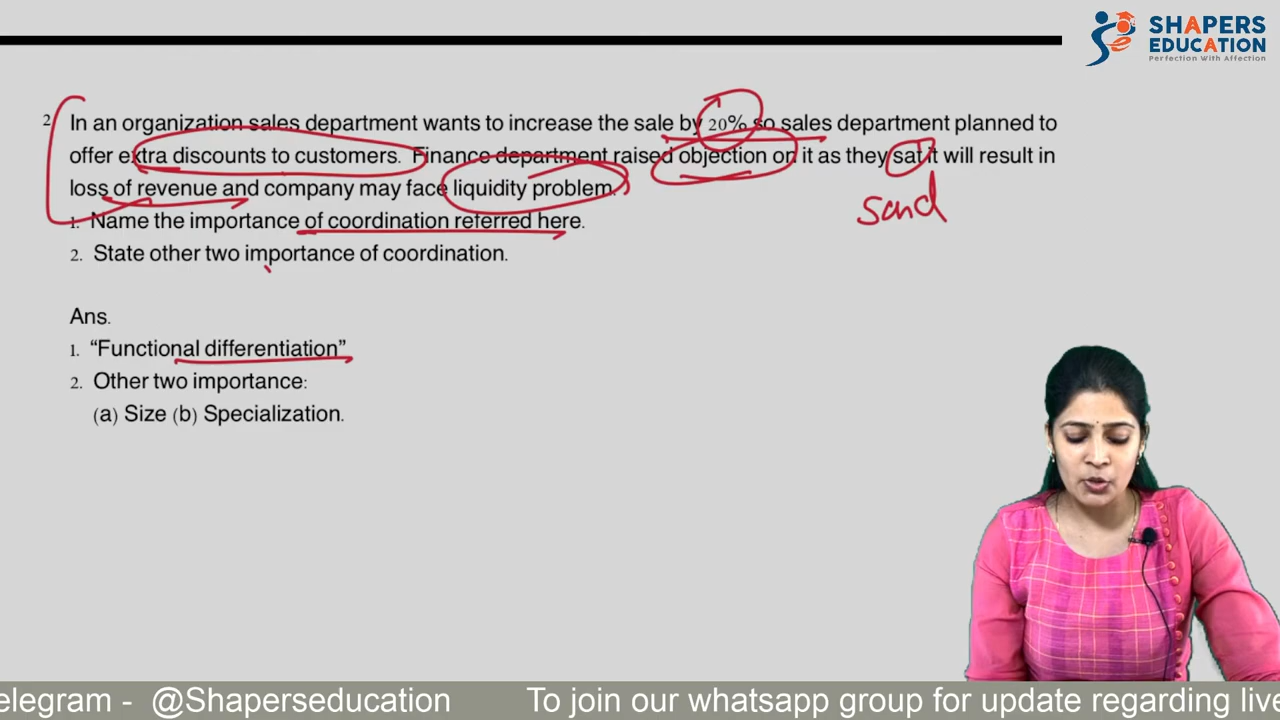 SHAPERS
EDUCATION
Perfection With Affection
2 In an organization sales department wants to increase the sale by 20% so sales department planned to
offer extra discounts to customers. Finance department raised objection on it as they sat it will result in
loss of revenue and company may face liquidity problem.
said
1. Name the importance of coordination referred here.
2. State other two importance of coordination.
Ans.
1. “Functional differentiation”
2. Other two importance:
(a) Size (b) Specialization.
elegram - @Shaperseducation To join our whatsapp group for update regarding live